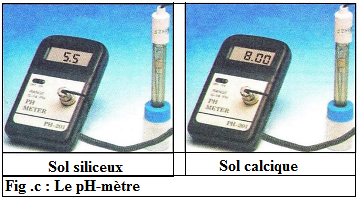 5.5
PH
METER
PH-201
8.00
PH
METER
PH-201
Sol siliceux
Sol calcique
Fig .c : Le pH-mètre